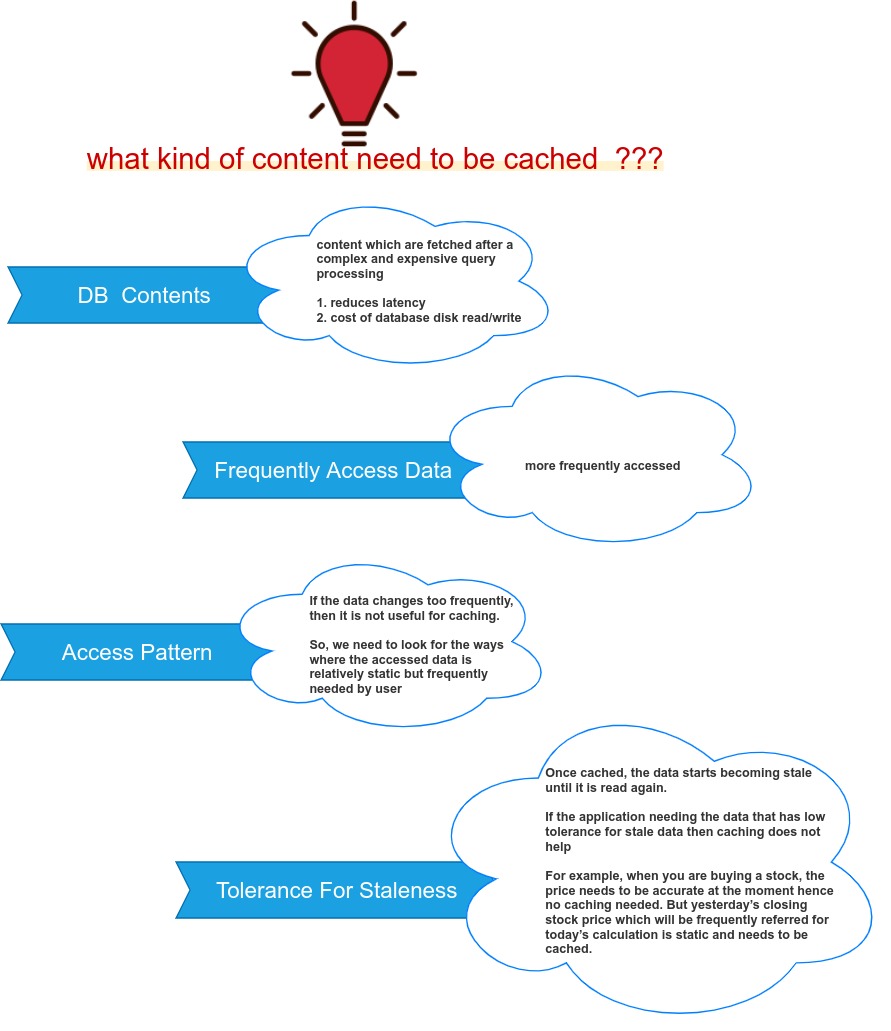 what kind of content need to be cached ???
DB Contents
content which are fetched after a
complex and expensive query
processing
1. reduces latency
2. cost of database disk read/write
Frequently Access Data
more frequently accessed
Access Pattern
If the data changes too frequently,
then it is not useful for caching.
So, we need to look for the ways
where the accessed data is
relatively static but frequently
needed by user
Tolerance For Staleness
Once cached, the data starts becoming stale
until it is read again.
If the application needing the data that has low
tolerance for stale data then caching does not
help
For example, when you are buying a stock, the
price needs to be accurate at the moment hence
no caching needed. But yesterday’s closing
stock price which will be frequently referred for
today’s calculation is static and needs to be
cached.